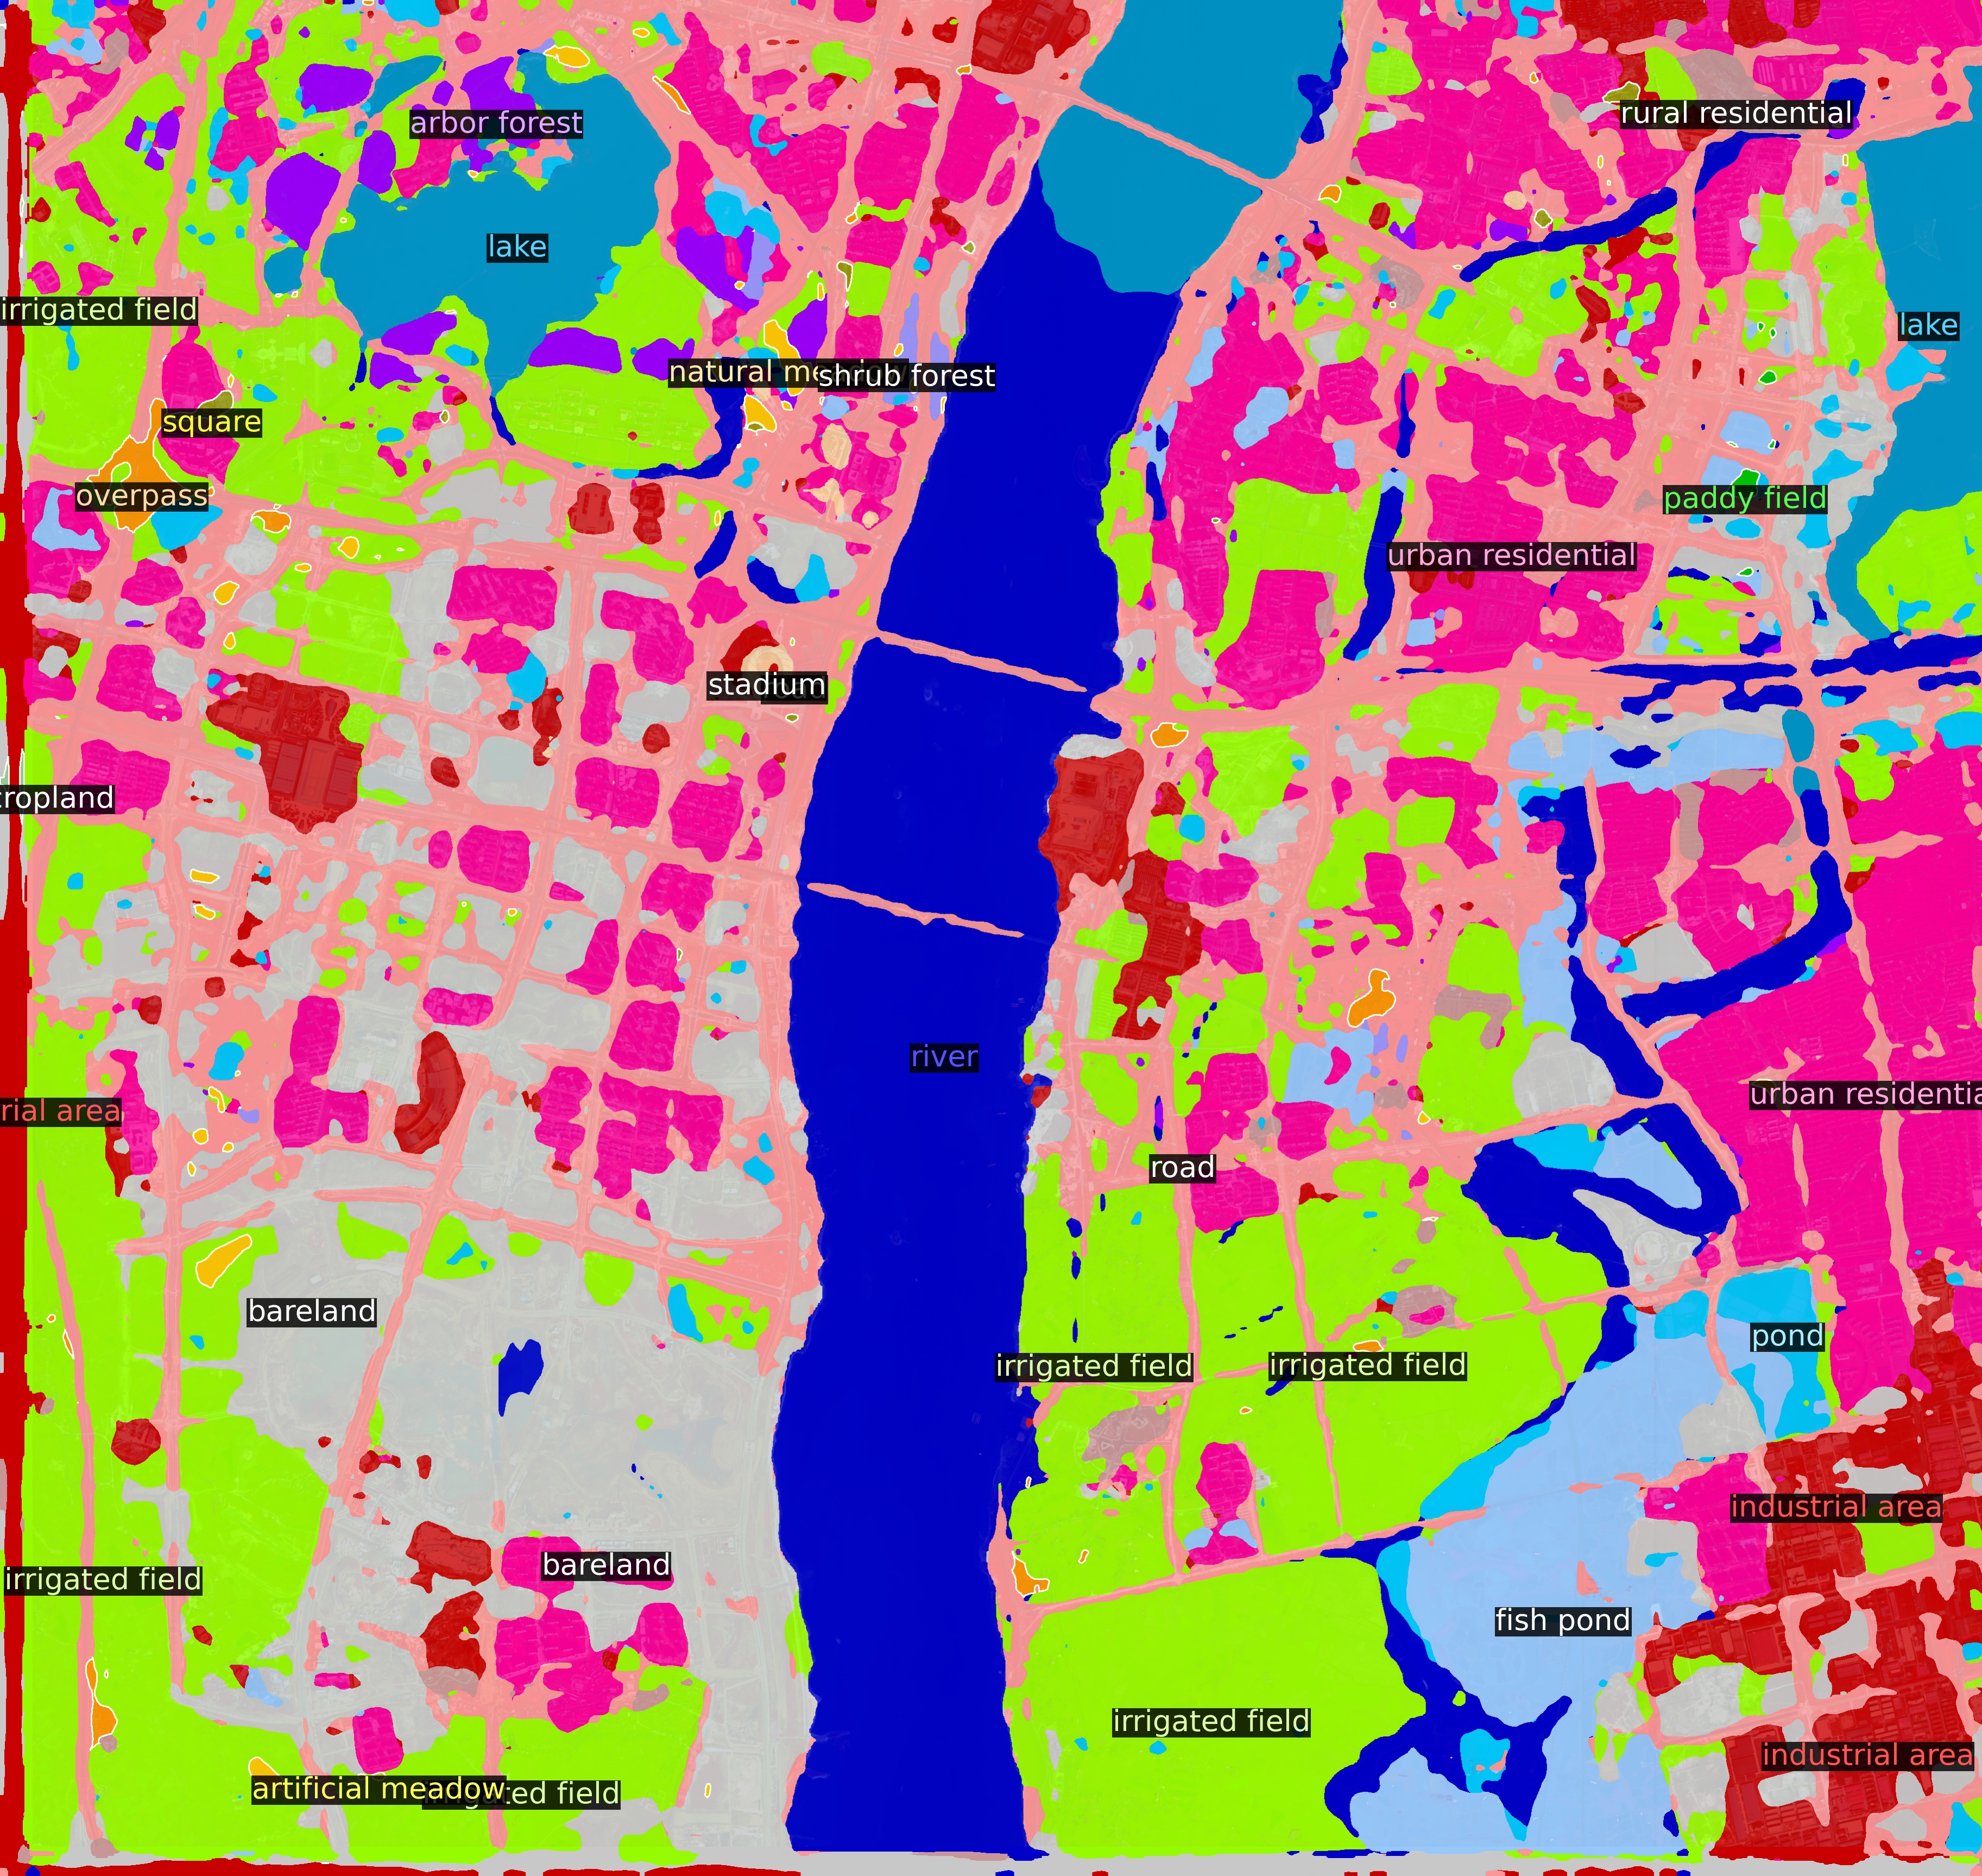 rural residential
arbor forest
lake
irrigated field
lake
natural me
shrub forest
square
overpass
paddy field
urban residential
stadium
cropland
river
urban residentia
rial area
road
bareland
pond
irrigated field
irrigated field
industrial area
bareland
irrigated field
fish pond
irrigated field
industrial area
artificial meadow
ted field